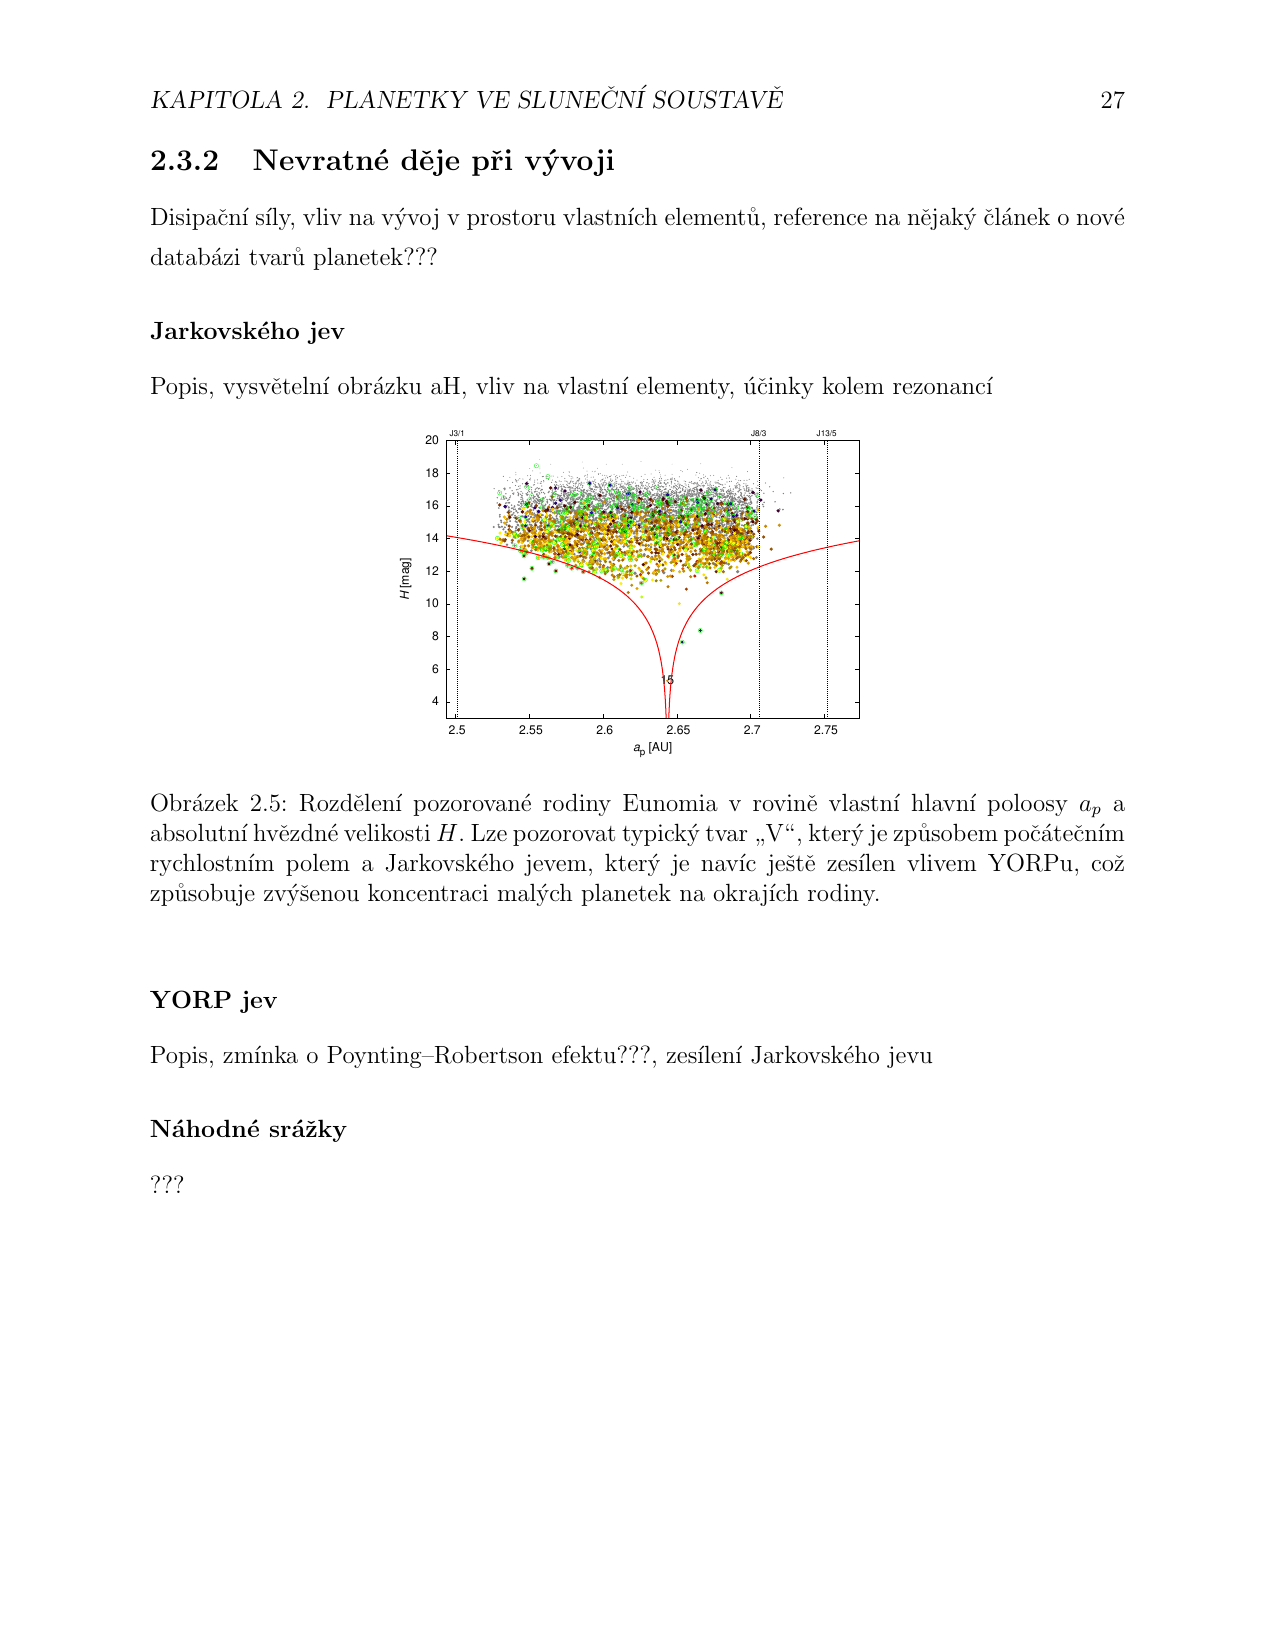 KAPITOLA 2. PLANETKY VE SLUNEČNÍ SOUSTAVĚ 27
2.3.2 Nevratné děje při vývoji
Disipační síly, vliv na vývoj v prostoru vlastních elementů, reference na nějaký článek o nové
databázi tvarů planetek???
Jarkovského jev
Popis, vysvětelní obrázku aH, vliv na vlastní elementy, účinky kolem rezonancí
J3/1 J8/3 J13/5
20
18
16
14
12
10
8
6
4
H [mag]
15
2.5 2.55 2.6 2.65 2.7 2.75
ap [AU]
Obrázek 2.5: Rozdělení pozorované rodiny Eunomia v rovině vlastní hlavní poloosy ap a
absolutní hvězdné velikosti H. Lze pozorovat typický tvar „V“, který je způsobem počátečním
rychlostním polem a Jarkovského jevem, který je navíc ještě zesílen vlivem YORPu, což
způsobuje zvýšenou koncentraci malých planetek na okrajích rodiny.
YORP jev
Popis, zmínka o Poynting–Robertson efektu???, zesílení Jarkovského jevu
Náhodné srážky
???